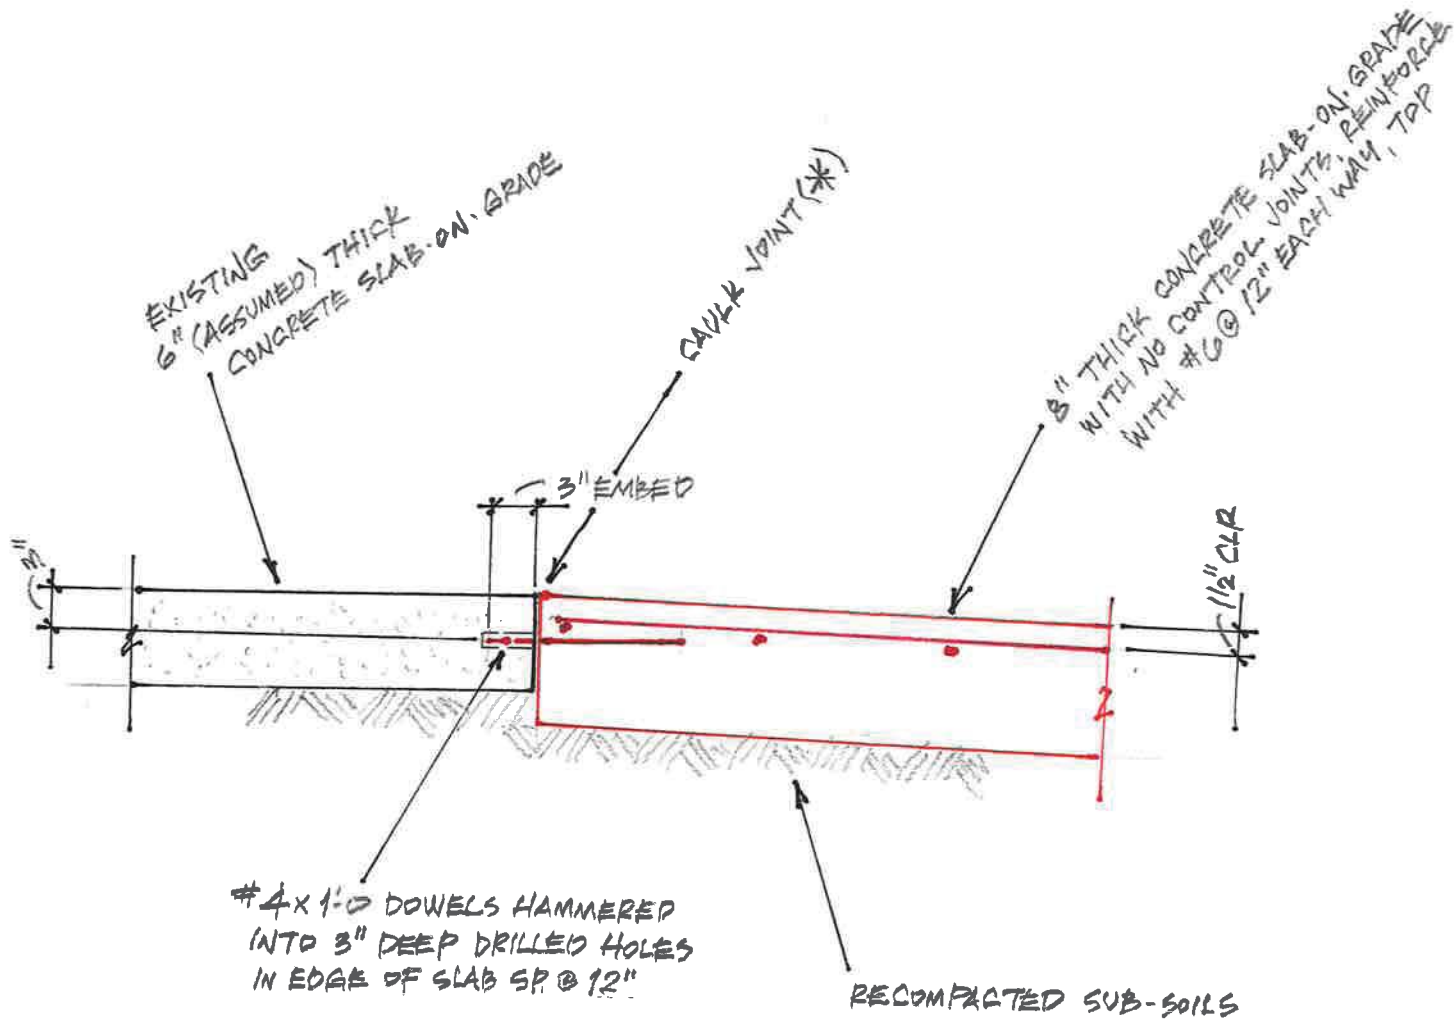 EXISTING
6" (ASSUMED) THICK
CONCRETE SLAB-ON-GRADE
CAULK JOINT (*)
8" THICK CONCRETE SLAB-ON-GRADE
WITH NO CONTROL JOINTS, REINFORCE
WITH #6 @ 12" EACH WAY, TOP
3" EMBED
3"
1 1/2" CLR
#4 x 1'-0 DOWELS HAMMERED
INTO 3" DEEP DRILLED HOLES
IN EDGE OF SLAB SP. @ 12"
RECOMPACTED SUB-SOILS